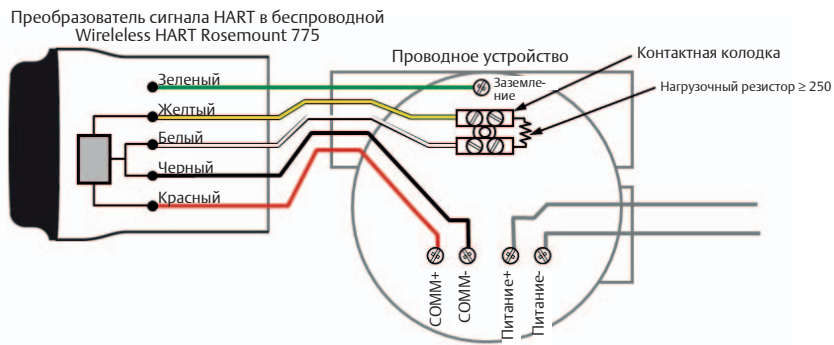 Преобразователь сигнала HART в беспроводной
Wireleless HART Rosemount 775
Проводное устройство
Контактная колодка
Нагрузочный резистор ≥ 250
Зеленый
Заземле-
ние
Желтый
Белый
Черный
Красный
COMM+
COMM-
Питание+
Питание-